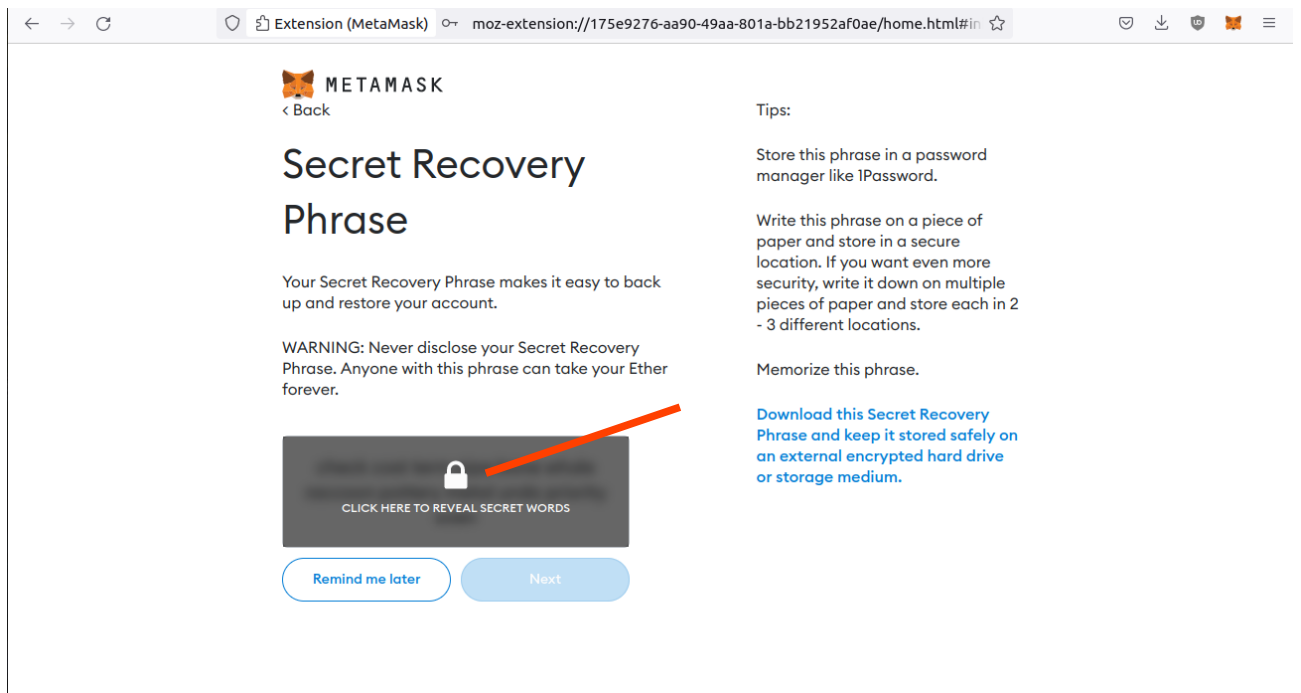 Extension (MetaMask) moz-extension://175e9276-aa90-49aa-801a-bb21952af0ae/home.html#in
METAMASK
< Back
Secret Recovery
Phrase
Your Secret Recovery Phrase makes it easy to back
up and restore your account.
WARNING: Never disclose your Secret Recovery
Phrase. Anyone with this phrase can take your Ether
forever.
CLICK HERE TO REVEAL SECRET WORDS
Remind me later
Next
Tips:
Store this phrase in a password
manager like 1Password.
Write this phrase on a piece of
paper and store in a secure
location. If you want even more
security, write it down on multiple
pieces of paper and store each in 2
- 3 different locations.
Memorize this phrase.
Download this Secret Recovery
Phrase and keep it stored safely on
an external encrypted hard drive
or storage medium.